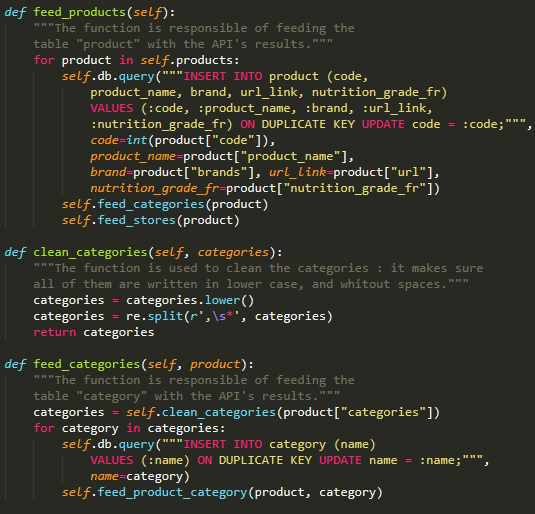 def feed_products(self):
    """The function is responsible of feeding the
    table "product" with the API's results."""
    for product in self.products:
        self.db.query("""INSERT INTO product (code,
            product_name, brand, url_link, nutrition_grade_fr)
            VALUES (:code, :product_name, :brand, :url_link,
            :nutrition_grade_fr) ON DUPLICATE KEY UPDATE code = :code;""",
            code=int(product["code"]),
            product_name=product["product_name"],
            brand=product["brands"], url_link=product["url"],
            nutrition_grade_fr=product["nutrition_grade_fr"])
        self.feed_categories(product)
        self.feed_stores(product)

def clean_categories(self, categories):
    """The function is used to clean the categories : it makes sure
    all of them are written in lower case, and whitout spaces."""
    categories = categories.lower()
    categories = re.split(r',\s*', categories)
    return categories

def feed_categories(self, product):
    """The function is responsible of feeding the
    table "category" with the API's results."""
    categories = self.clean_categories(product["categories"])
    for category in categories:
        self.db.query("""INSERT INTO category (name)
            VALUES (:name) ON DUPLICATE KEY UPDATE name = :name;""",
            name=category)
        self.feed_product_category(product, category)